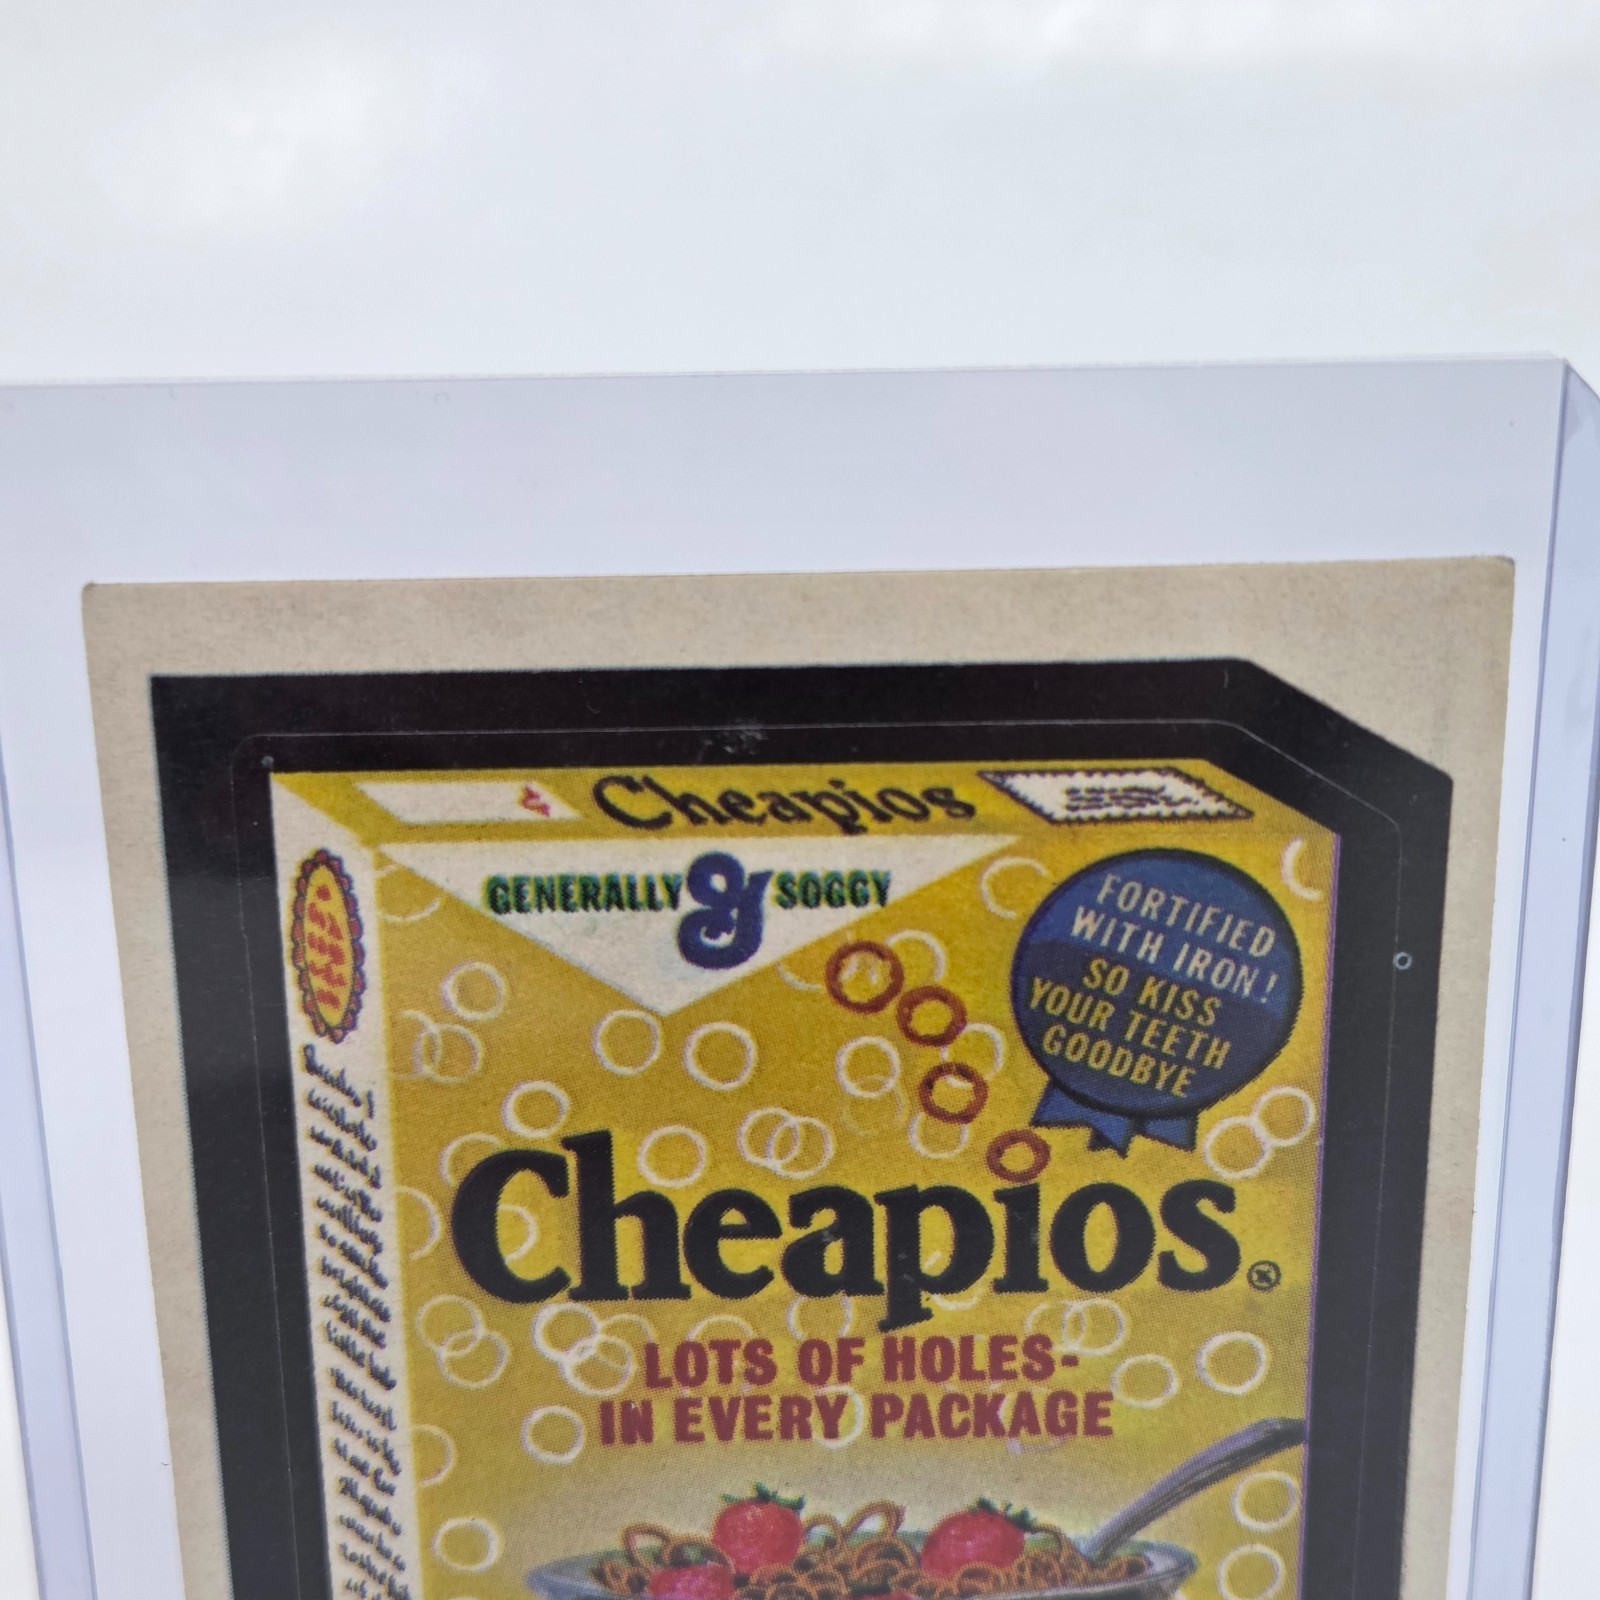 Cheapios
GENERALLY g SOGGY
FORTIFIED
WITH IRON!
SO KISS
YOUR TEETH
GOODBYE
Cheapios
LOTS OF HOLES-
IN EVERY PACKAGE